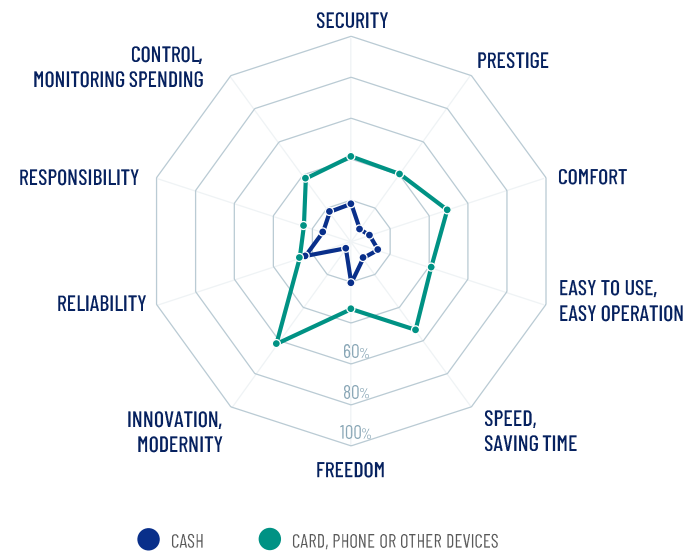 SECURITY
CONTROL,
MONITORING SPENDING
PRESTIGE
RESPONSIBILITY
COMFORT
RELIABILITY
EASY TO USE,
EASY OPERATION
60%
80%
100%
INNOVATION,
MODERNITY
SPEED,
SAVING TIME
FREEDOM
CASH
CARD, PHONE OR OTHER DEVICES